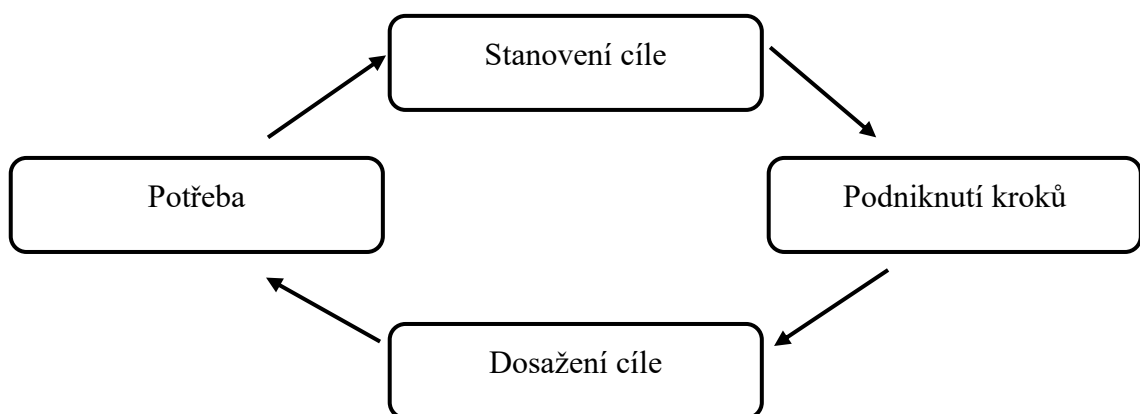 Stanovení cíle
Potřeba
Podniknutí kroků
Dosažení cíle